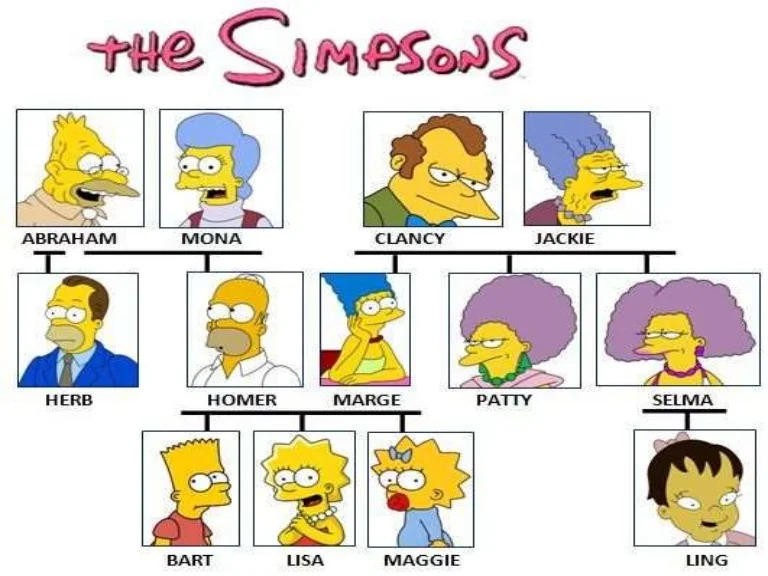 THE SIMPSONS
ABRAHAM MONA CLANCY JACKIE
HERB HOMER MARGE PATTY SELMA
BART LISA MAGGIE LING